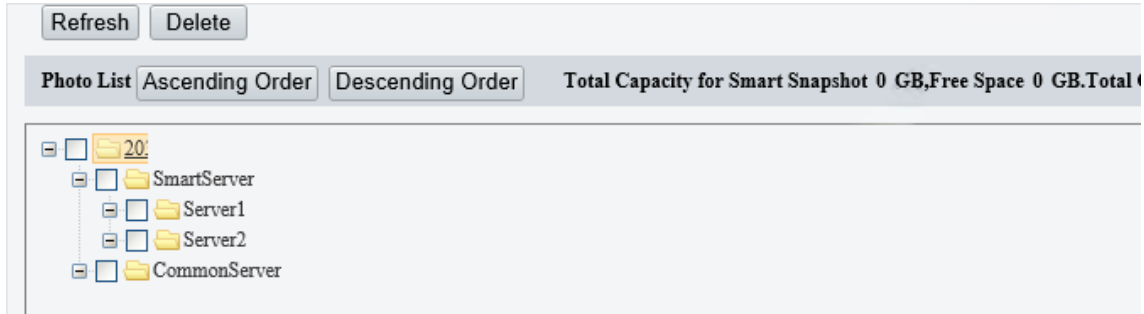 Refresh Delete
Photo List Ascending Order Descending Order Total Capacity for Smart Snapshot 0 GB,Free Space 0 GB.Total
SmartServer
Server1
Server2
CommonServer